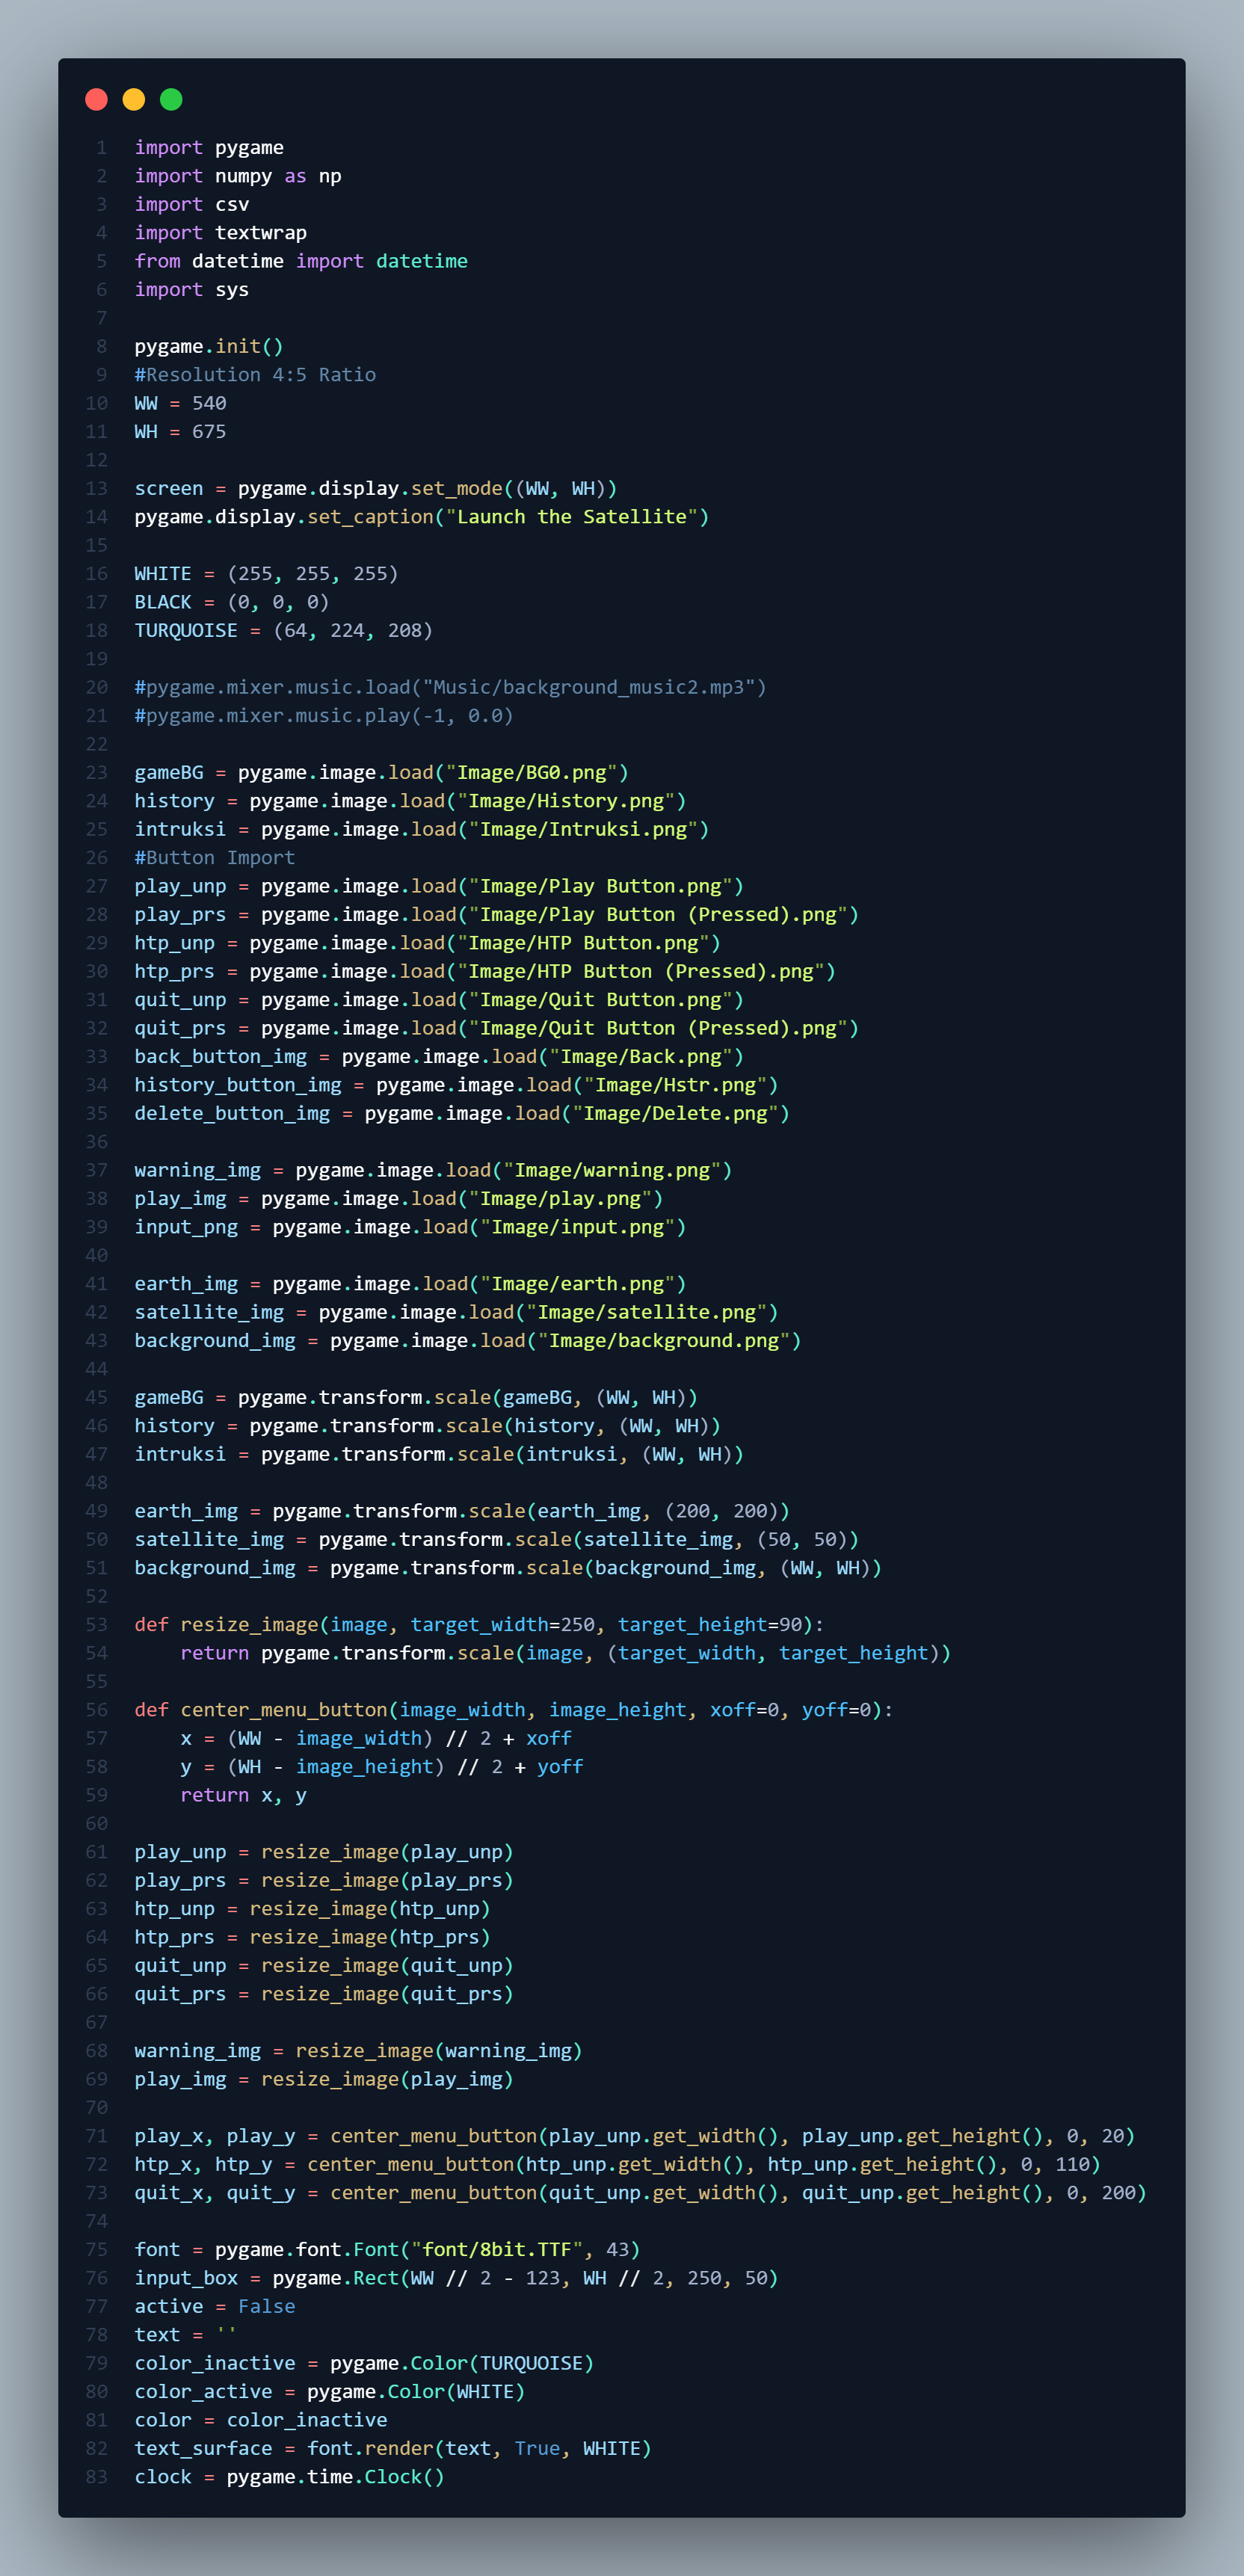 1 import pygame
2 import numpy as np
3 import csv
4 import textwrap
5 from datetime import datetime
6 import sys
7
8 pygame.init()
9 #Resolution 4:5 Ratio
10 WW = 540
11 WH = 675
12
13 screen = pygame.display.set_mode((WW, WH))
14 pygame.display.set_caption("Launch the Satellite")
15
16 WHITE = (255, 255, 255)
17 BLACK = (0, 0, 0)
18 TURQUOISE = (64, 224, 208)
19
20 #pygame.mixer.music.load("Music/background_music2.mp3")
21 #pygame.mixer.music.play(-1, 0.0)
22
23 gameBG = pygame.image.load("Image/BG0.png")
24 history = pygame.image.load("Image/History.png")
25 intruksi = pygame.image.load("Image/Intruksi.png")
26 #Button Import
27 play_unp = pygame.image.load("Image/Play Button.png")
28 play_prs = pygame.image.load("Image/Play Button (Pressed).png")
29 htp_unp = pygame.image.load("Image/HTP Button.png")
30 htp_prs = pygame.image.load("Image/HTP Button (Pressed).png")
31 quit_unp = pygame.image.load("Image/Quit Button.png")
32 quit_prs = pygame.image.load("Image/Quit Button (Pressed).png")
33 back_button_img = pygame.image.load("Image/Back.png")
34 history_button_img = pygame.image.load("Image/Hstr.png")
35 delete_button_img = pygame.image.load("Image/Delete.png")
36
37 warning_img = pygame.image.load("Image/warning.png")
38 play_img = pygame.image.load("Image/play.png")
39 input_png = pygame.image.load("Image/input.png")
40
41 earth_img = pygame.image.load("Image/earth.png")
42 satellite_img = pygame.image.load("Image/satellite.png")
43 background_img = pygame.image.load("Image/background.png")
44
45 gameBG = pygame.transform.scale(gameBG, (WW, WH))
46 history = pygame.transform.scale(history, (WW, WH))
47 intruksi = pygame.transform.scale(intruksi, (WW, WH))
48
49 earth_img = pygame.transform.scale(earth_img, (200, 200))
50 satellite_img = pygame.transform.scale(satellite_img, (50, 50))
51 background_img = pygame.transform.scale(background_img, (WW, WH))
52
53 def resize_image(image, target_width=250, target_height=90):
54     return pygame.transform.scale(image, (target_width, target_height))
55
56 def center_menu_button(image_width, image_height, xoff=0, yoff=0):
57     x = (WW - image_width) // 2 + xoff
58     y = (WH - image_height) // 2 + yoff
59     return x, y
60
61 play_unp = resize_image(play_unp)
62 play_prs = resize_image(play_prs)
63 htp_unp = resize_image(htp_unp)
64 htp_prs = resize_image(htp_prs)
65 quit_unp = resize_image(quit_unp)
66 quit_prs = resize_image(quit_prs)
67
68 warning_img = resize_image(warning_img)
69 play_img = resize_image(play_img)
70
71 play_x, play_y = center_menu_button(play_unp.get_width(), play_unp.get_height(), 0, 20)
72 htp_x, htp_y = center_menu_button(htp_unp.get_width(), htp_unp.get_height(), 0, 110)
73 quit_x, quit_y = center_menu_button(quit_unp.get_width(), quit_unp.get_height(), 0, 200)
74
75 font = pygame.font.Font("font/8bit.TTF", 43)
76 input_box = pygame.Rect(WW // 2 - 123, WH // 2, 250, 50)
77 active = False
78 text = ''
79 color_inactive = pygame.Color(TURQUOISE)
80 color_active = pygame.Color(WHITE)
81 color = color_inactive
82 text_surface = font.render(text, True, WHITE)
83 clock = pygame.time.Clock()